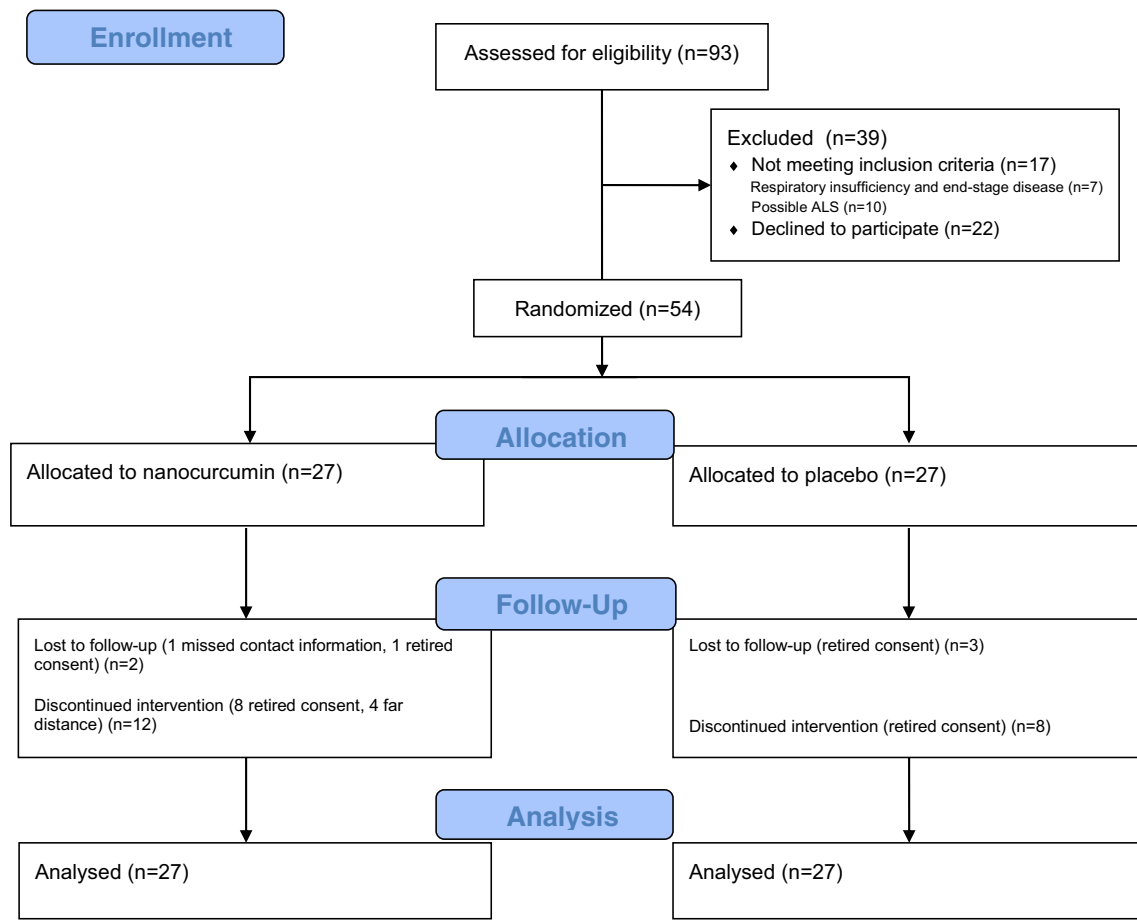 Enrollment
Assessed for eligibility (n=93)
Excluded (n=39)
♦ Not meeting inclusion criteria (n=17)
Respiratory insufficiency and end-stage disease (n=7)
Possible ALS (n=10)
♦ Declined to participate (n=22)
Randomized (n=54)
Allocation
Allocated to nanocurcumin (n=27)
Allocated to placebo (n=27)
Follow-Up
Lost to follow-up (1 missed contact information, 1 retired
consent) (n=2)
Discontinued intervention (8 retired consent, 4 far
distance) (n=12)
Lost to follow-up (retired consent) (n=3)
Discontinued intervention (retired consent) (n=8)
Analysis
Analysed (n=27)
Analysed (n=27)